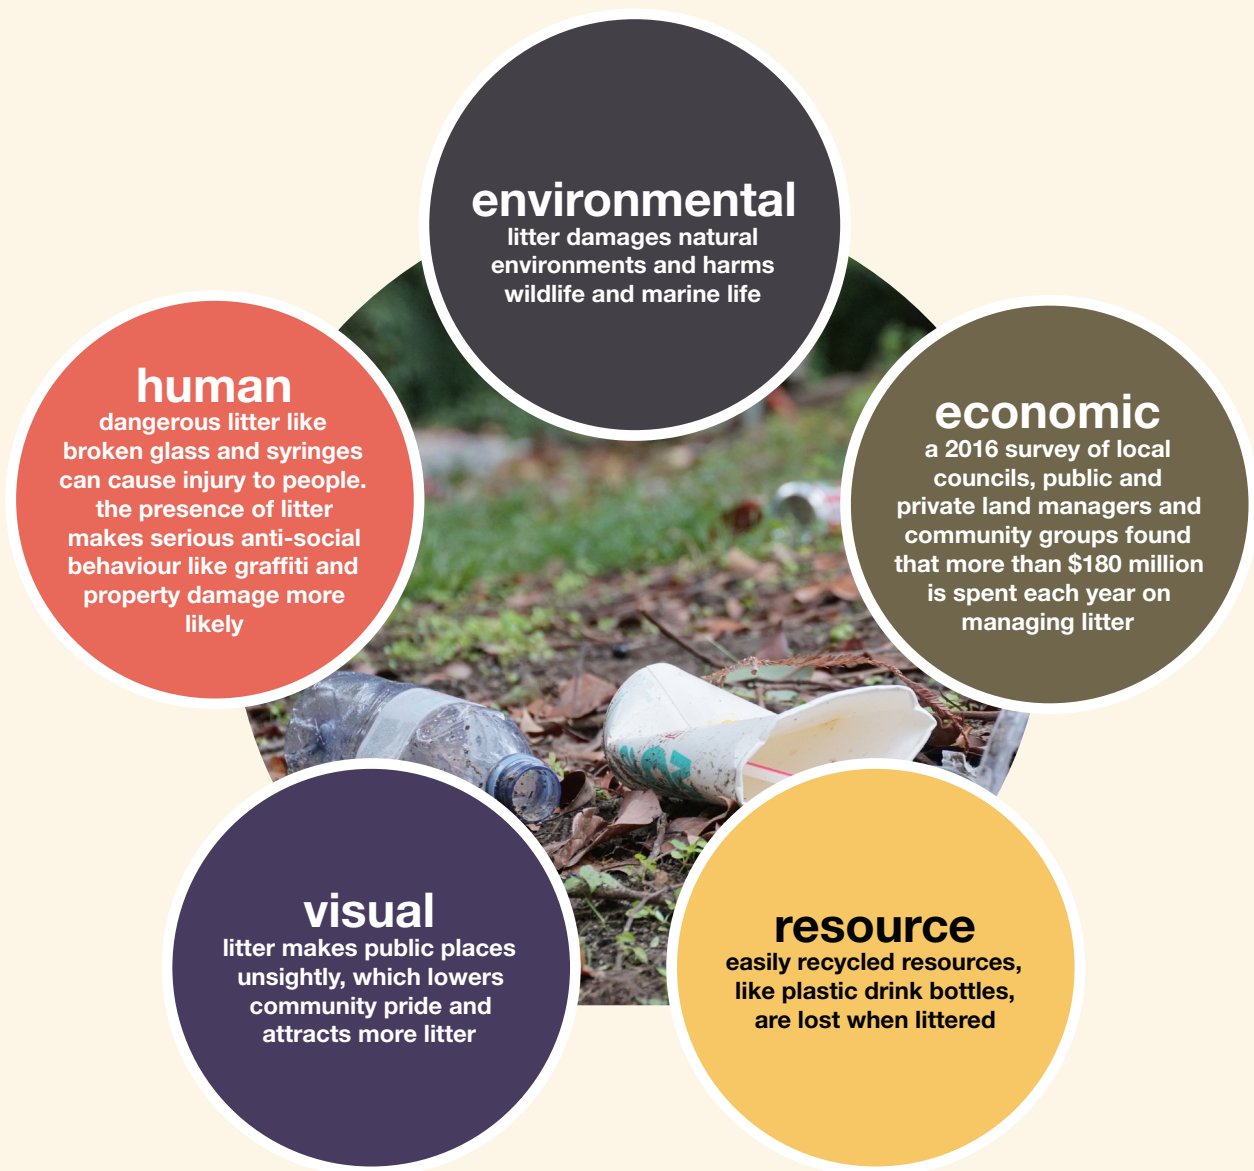 environmental
litter damages natural
environments and harms
wildlife and marine life
human
dangerous litter like
broken glass and syringes
can cause injury to people.
the presence of litter
makes serious anti-social
behaviour like graffiti and
property damage more
likely
economic
a 2016 survey of local
councils, public and
private land managers and
community groups found
that more than $180 million
is spent each year on
managing litter
visual
litter makes public places
unsightly, which lowers
community pride and
attracts more litter
resource
easily recycled resources,
like plastic drink bottles,
are lost when littered